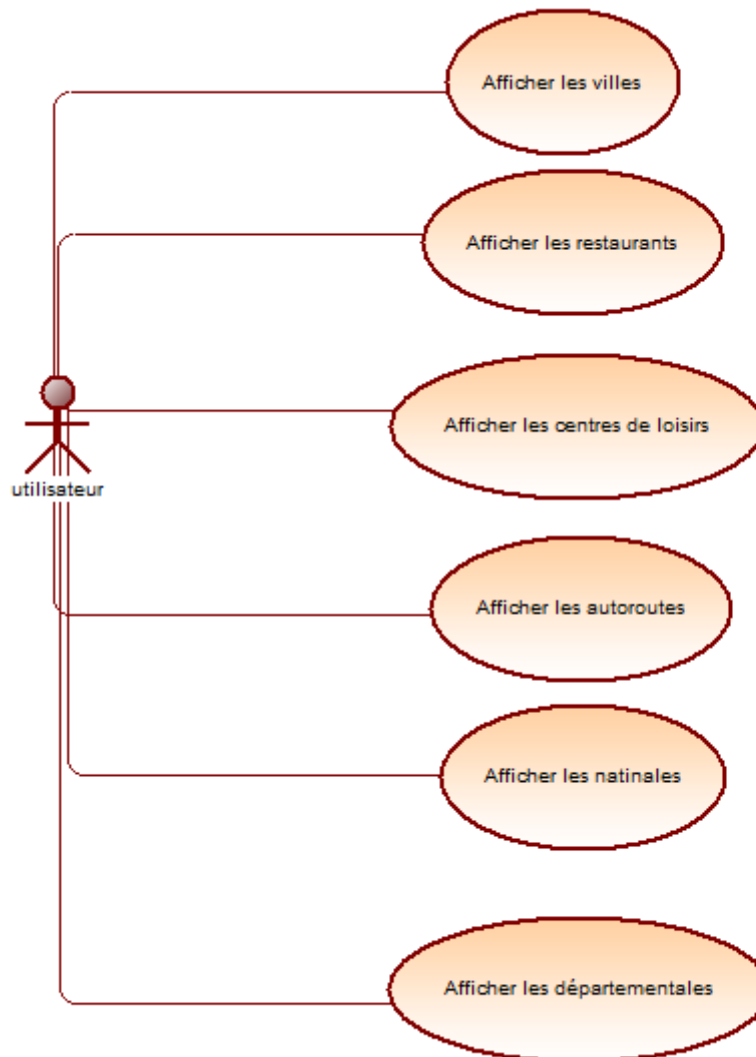 Afficher les villes
Afficher les restaurants
Afficher les centres de loisirs
utilisateur
Afficher les autoroutes
Afficher les natinales
Afficher les départementales